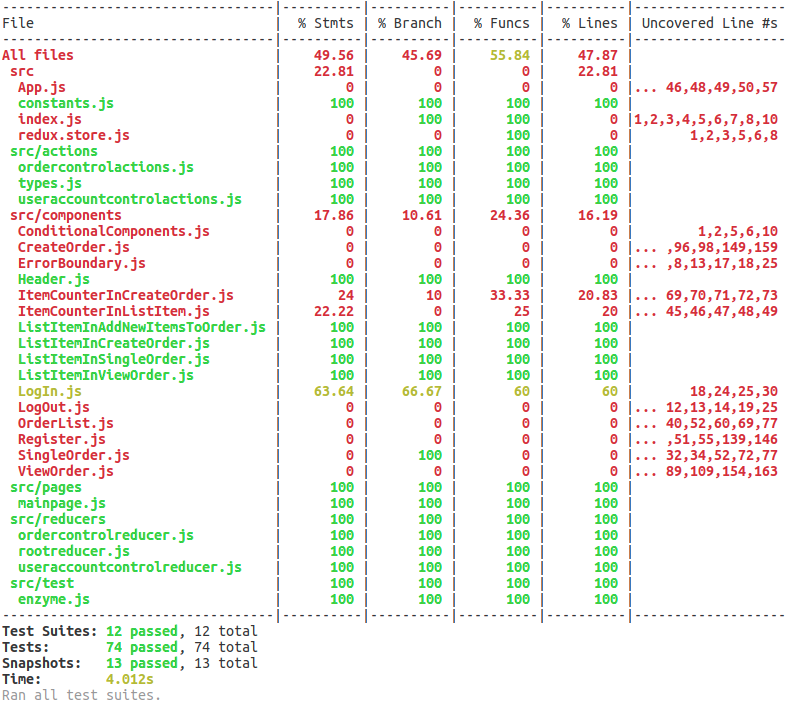 -----------------------------------|----------|----------|----------|----------|-------------------|
File                               |  % Stmts | % Branch |  % Funcs |  % Lines | Uncovered Line #s
-----------------------------------|----------|----------|----------|----------|-------------------|
All files                          |    49.56 |    45.69 |    55.84 |    47.87 |
 src                               |    22.81 |        0 |        0 |    22.81 |
  App.js                           |        0 |        0 |        0 |        0 |... 46,48,49,50,57
  constants.js                     |      100 |      100 |      100 |      100 |
  index.js                         |        0 |      100 |      100 |        0 |1,2,3,4,5,6,7,8,10
  redux.store.js                   |        0 |        0 |      100 |        0 |       1,2,3,5,6,8
 src/actions                       |      100 |      100 |      100 |      100 |
  ordercontrolactions.js           |      100 |      100 |      100 |      100 |
  types.js                         |      100 |      100 |      100 |      100 |
  useraccountcontrolactions.js     |      100 |      100 |      100 |      100 |
 src/components                    |    17.86 |    10.61 |    24.36 |    16.19 |
  ConditionalComponents.js         |        0 |        0 |        0 |        0 |        1,2,5,6,10
  CreateOrder.js                   |        0 |        0 |        0 |        0 |... ,96,98,149,159
  ErrorBoundary.js                 |        0 |        0 |        0 |        0 |... ,8,13,17,18,25
  Header.js                        |      100 |      100 |      100 |      100 |
  ItemCounterInCreateOrder.js      |       24 |       10 |    33.33 |    20.83 |... 69,70,71,72,73
  ItemCounterInListItem.js         |    22.22 |        0 |       25 |       20 |... 45,46,47,48,49
  ListItemInAddNewItemsToOrder.js  |      100 |      100 |      100 |      100 |
  ListItemInCreateOrder.js         |      100 |      100 |      100 |      100 |
  ListItemInSingleOrder.js         |      100 |      100 |      100 |      100 |
  ListItemInViewOrder.js           |      100 |      100 |      100 |      100 |
  LogIn.js                         |    63.64 |    66.67 |       60 |       60 |       18,24,25,30
  LogOut.js                        |        0 |        0 |        0 |        0 |... 12,13,14,19,25
  OrderList.js                     |        0 |        0 |        0 |        0 |... 40,52,60,69,77
  Register.js                      |        0 |        0 |        0 |        0 |... ,51,55,139,146
  SingleOrder.js                   |        0 |      100 |        0 |        0 |... 32,34,52,72,77
  ViewOrder.js                     |        0 |        0 |        0 |        0 |... 89,109,154,163
 src/pages                         |      100 |      100 |      100 |      100 |
  mainpage.js                      |      100 |      100 |      100 |      100 |
 src/reducers                      |      100 |      100 |      100 |      100 |
  ordercontrolreducer.js           |      100 |      100 |      100 |      100 |
  rootreducer.js                   |      100 |      100 |      100 |      100 |
  useraccountcontrolreducer.js     |      100 |      100 |      100 |      100 |
 src/test                          |      100 |      100 |      100 |      100 |
  enzyme.js                        |      100 |      100 |      100 |      100 |
-----------------------------------|----------|----------|----------|----------|-------------------|
Test Suites: 12 passed, 12 total
Tests:       74 passed, 74 total
Snapshots:   13 passed, 13 total
Time:        4.012s
Ran all test suites.